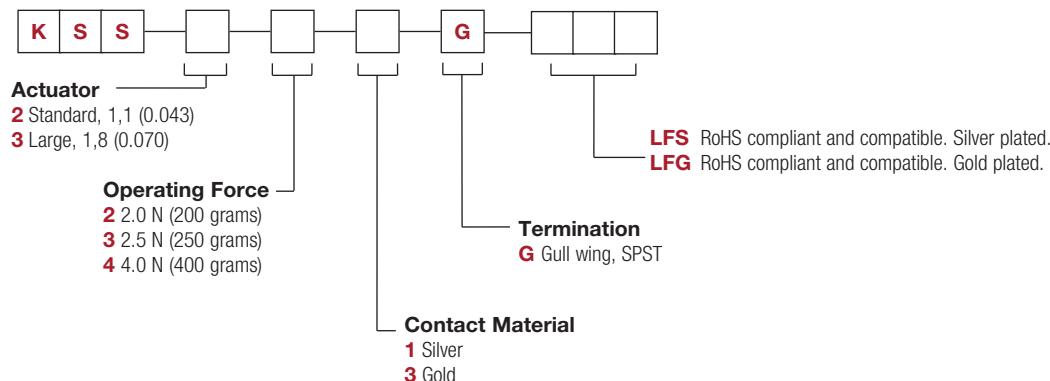 K S S G
Actuator
2 Standard, 1,1 (0.043)
3 Large, 1,8 (0.070)
LFS RoHS compliant and compatible. Silver plated.
LFG RoHS compliant and compatible. Gold plated.
Operating Force
2 2.0 N (200 grams)
3 2.5 N (250 grams)
4 4.0 N (400 grams)
Termination
G Gull wing, SPST
Contact Material
1 Silver
3 Gold